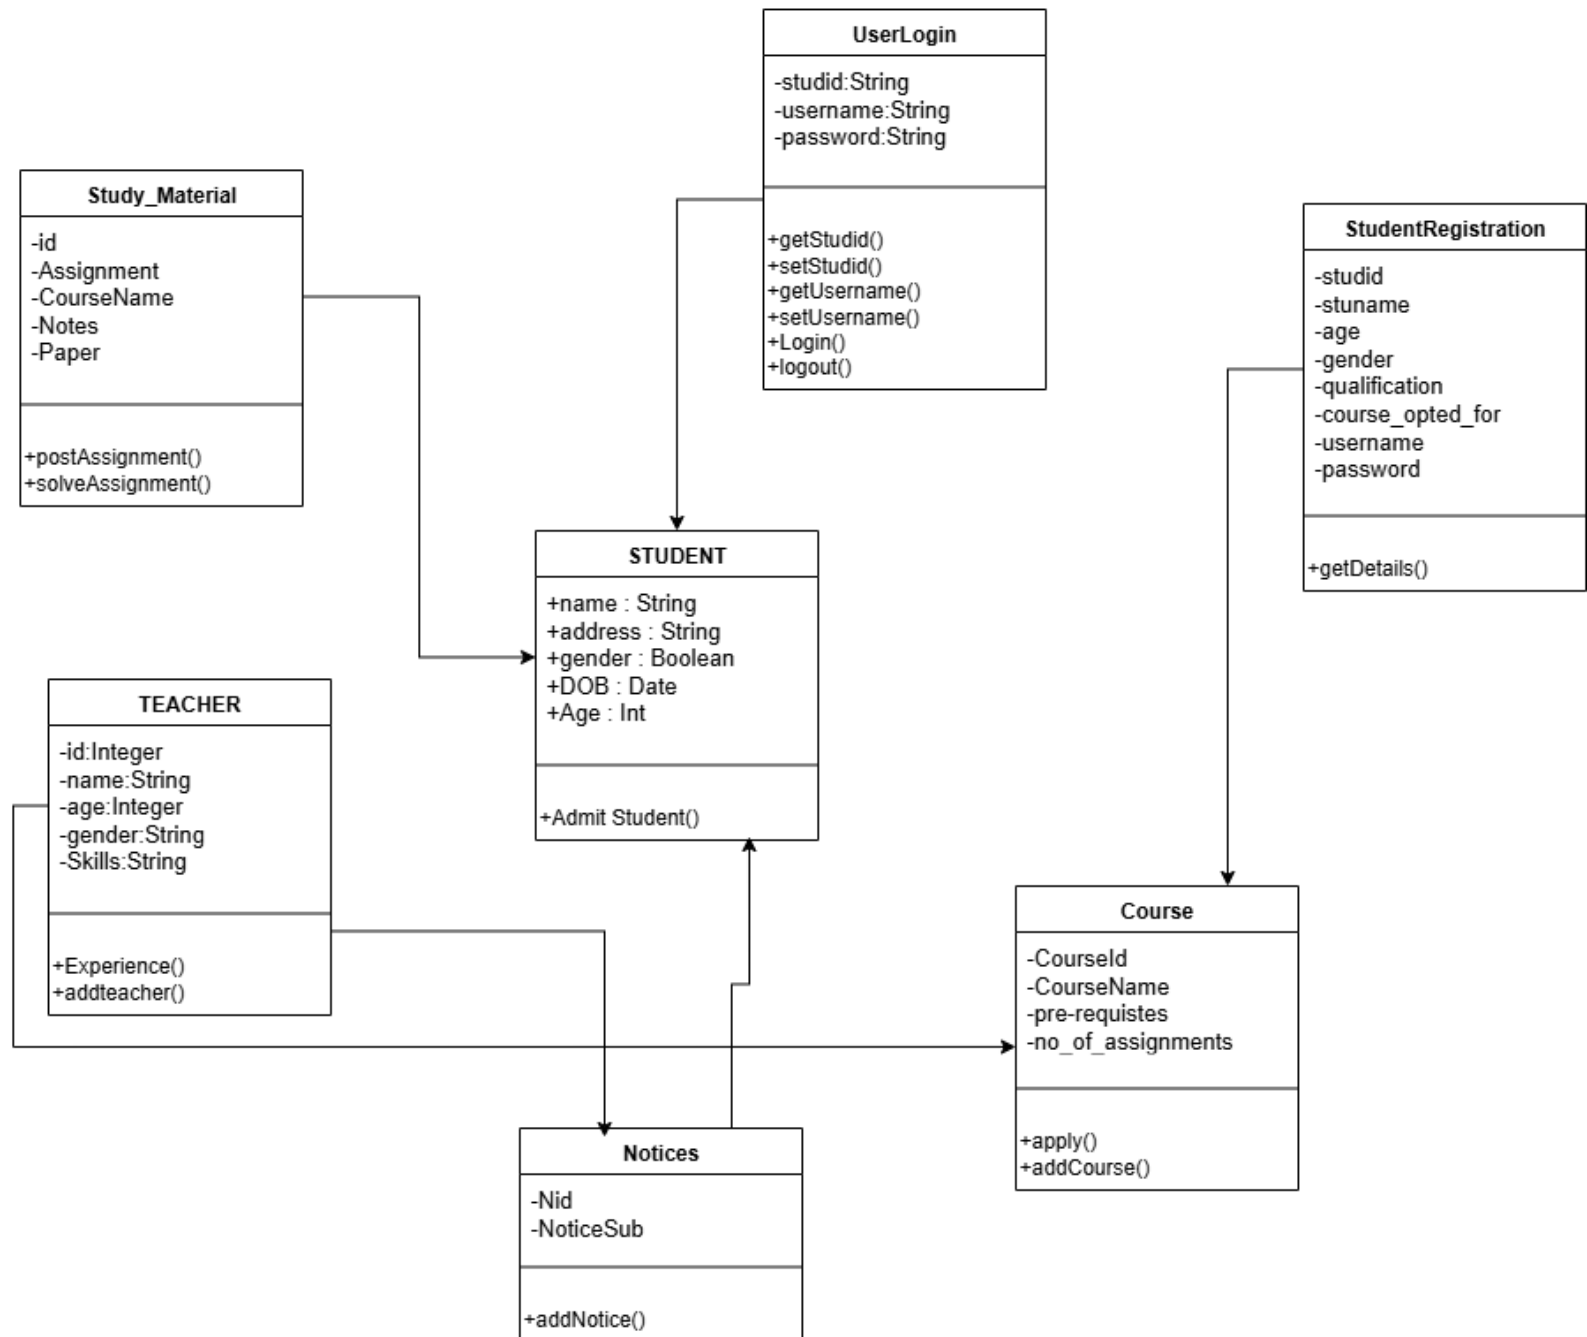 UserLogin
-studid:String
-username:String
-password:String
+getStudid()
+setStudid()
+getUsername()
+setUsername()
+Login()
+logout()
Study_Material
-id
-Assignment
-CourseName
-Notes
-Paper
+postAssignment()
+solveAssignment()
StudentRegistration
-studid
-stuname
-age
-gender
-qualification
-course_opted_for
-username
-password
+getDetails()
STUDENT
+name : String
+address : String
+gender : Boolean
+DOB : Date
+Age : Int
+Admit Student()
TEACHER
-id:Integer
-name:String
-age:Integer
-gender:String
-Skills:String
+Experience()
+addteacher()
Course
-CourseId
-CourseName
-pre-requistes
-no_of_assignments
+apply()
+addCourse()
Notices
-Nid
-NoticeSub
+addNotice()